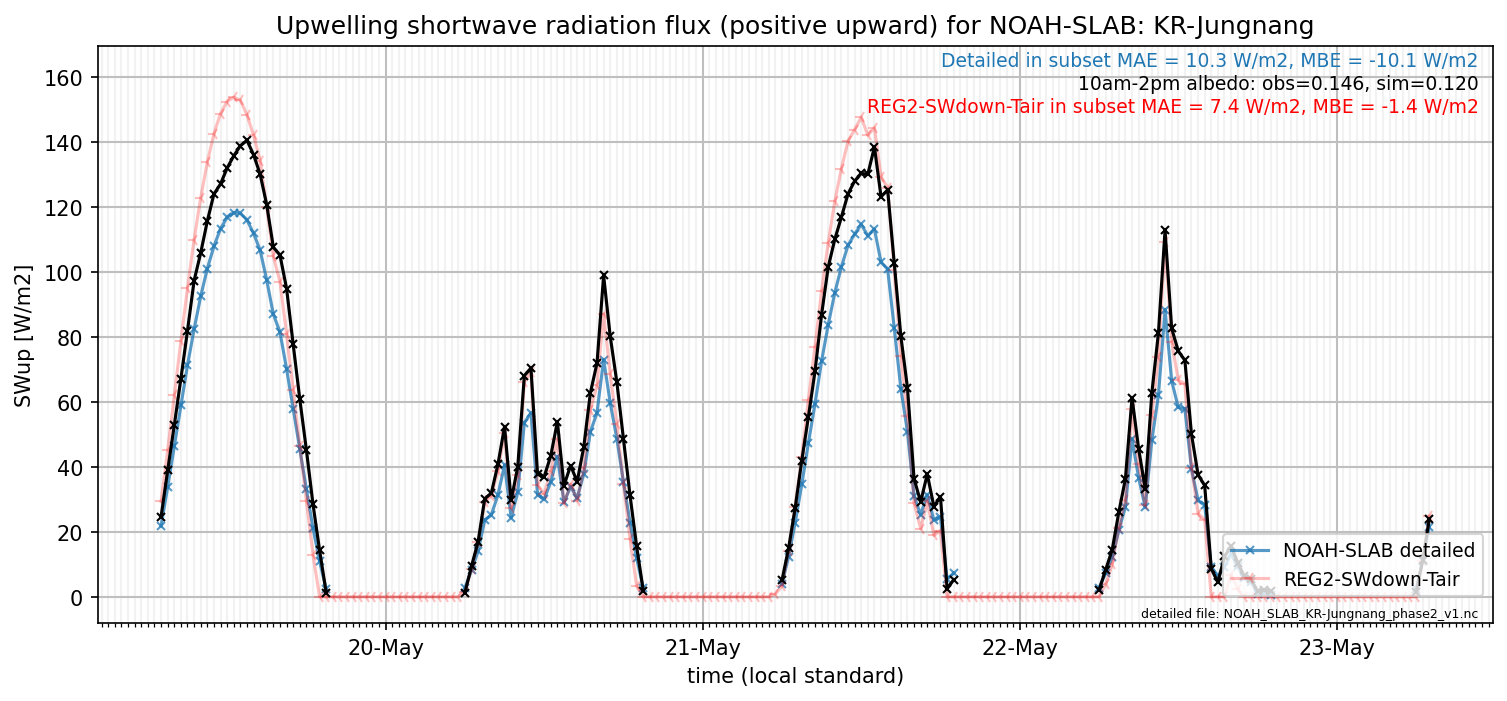 Upwelling shortwave radiation flux (positive upward) for NOAH-SLAB: KR-Jungnang
Detailed in subset MAE = 10.3 W/m2, MBE = -10.1 W/m2
10am-2pm albedo: obs=0.146, sim=0.120
REG2-SWdown-Tair in subset MAE = 7.4 W/m2, MBE = -1.4 W/m2
SWup [W/m2]
160
140
120
100
80
60
40
20
0
NOAH-SLAB detailed
REG2-SWdown-Tair
detailed file: NOAH_SLAB_KR-Jungnang_phase2_v1.nc
20-May
21-May
22-May
23-May
time (local standard)